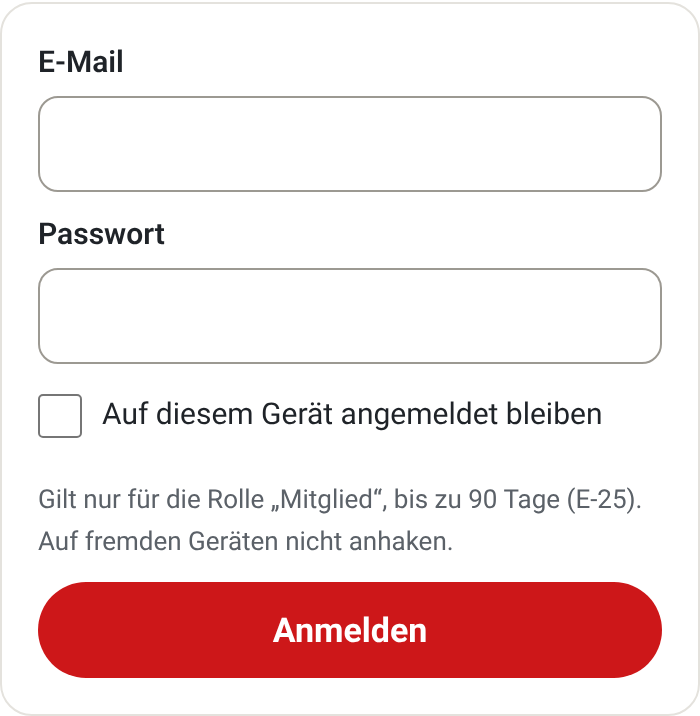 E-Mail
Passwort
Auf diesem Gerät angemeldet bleiben
Gilt nur für die Rolle „Mitglied“, bis zu 90 Tage (E-25).
Auf fremden Geräten nicht anhaken.
Anmelden